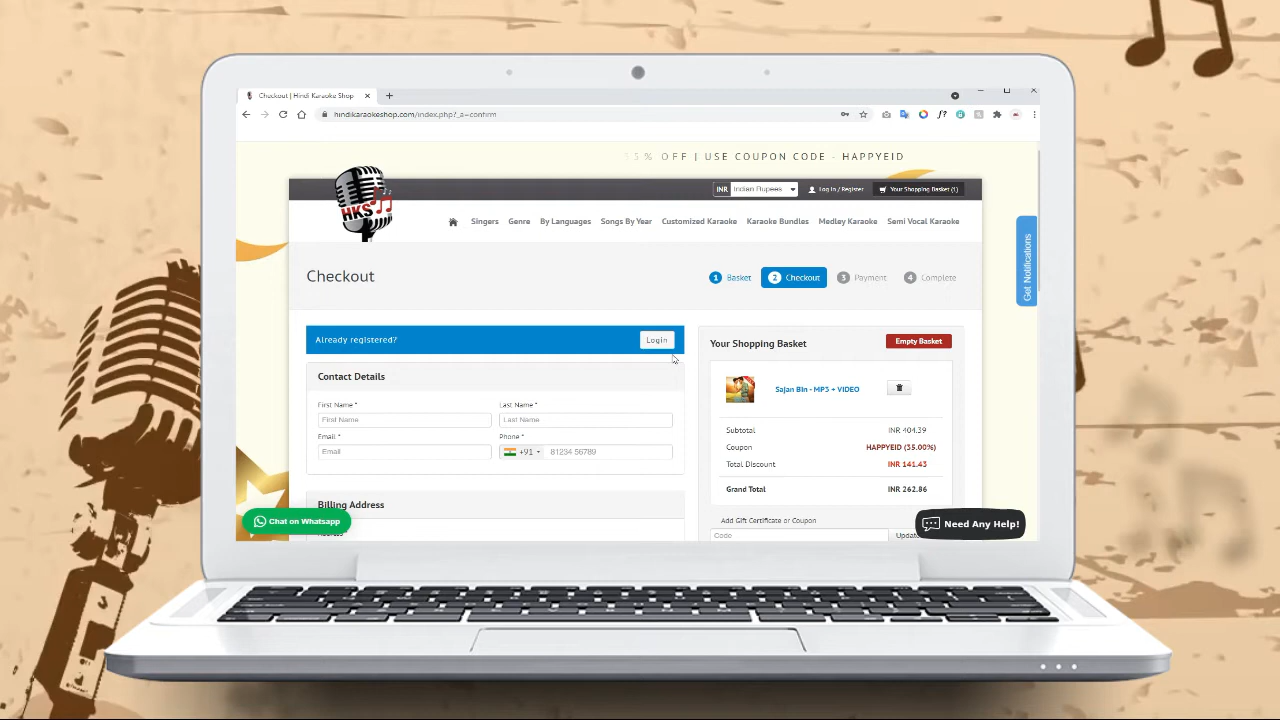 Checkout | Hindi Karaoke Shop
hindikaraokeshop.com/index.php?_a=confirm
35% OFF | USE COUPON CODE - HAPPYEID
HKS
INR Indian Rupees
Log In / Register
Your Shopping Basket (1)
Singers Genre By Languages Songs By Year Customized Karaoke Karaoke Bundles Medley Karaoke Semi Vocal Karaoke
Get Notifications
Checkout
1 Basket 2 Checkout 3 Payment 4 Complete
Already registered? Login
Contact Details
First Name * Last Name *
First Name Last Name
Email * Phone *
Email +91 81234 56789
Billing Address
Your Shopping Basket Empty Basket
Sajan Bin - MP3 + VIDEO
Subtotal INR 404.39
Coupon HAPPYEID (35.00%)
Total Discount INR 141.43
Grand Total INR 262.86
Add Gift Certificate or Coupon
Code
Chat on Whatsapp
Need Any Help!